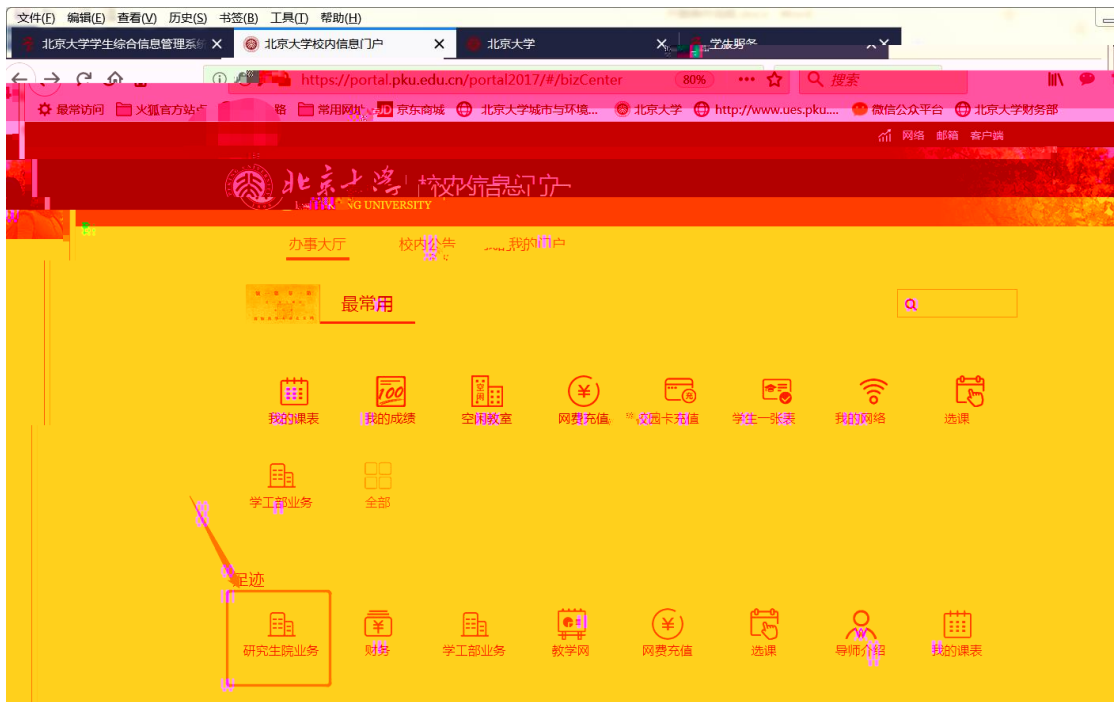 文件(F) 编辑(E) 查看(V) 历史(S) 书签(B) 工具(T) 帮助(H)
北京大学学生综合信息管理系统 北京大学校内信息门户 北京大学
https://portal.pku.edu.cn/portal2017/#/bizCenter 80% 搜索
最常访问 火狐官方站点 常用网址 京东商城 北京大学城市与环境... 北京大学 http://www.ues.pku.... 微信公众平台 北京大学财务部
网络 邮箱 客户端
北京大学 校内信息门户
NG UNIVERSITY
办事大厅 校内公告 我的门户
最常用
我的课表 我的成绩 空闲教室 网费充值 校园卡充值 学生一张表 我的网络 选课
学工部业务 全部
足迹
研究生院业务 财务 学工部业务 教学网 网费充值 选课 导师介绍 我的课表